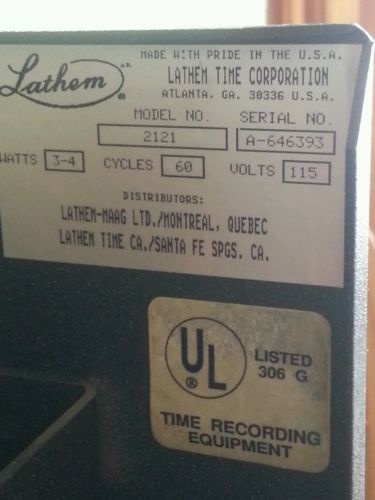 MADE WITH PRIDE IN THE U.S.A.
Lathem ®
LATHEM TIME CORPORATION
ATLANTA. GA. 30336 U.S.A.
MODEL NO. SERIAL NO.
2121 A-646393
WATTS 3-4 CYCLES 60 VOLTS 115
DISTRIBUTORS:
LATHEM-MAAG LTD./MONTREAL, QUEBEC
LATHEM TIME CA./SANTA FE SPGS. CA.
UL ®
LISTED
306 G
TIME RECORDING
EQUIPMENT